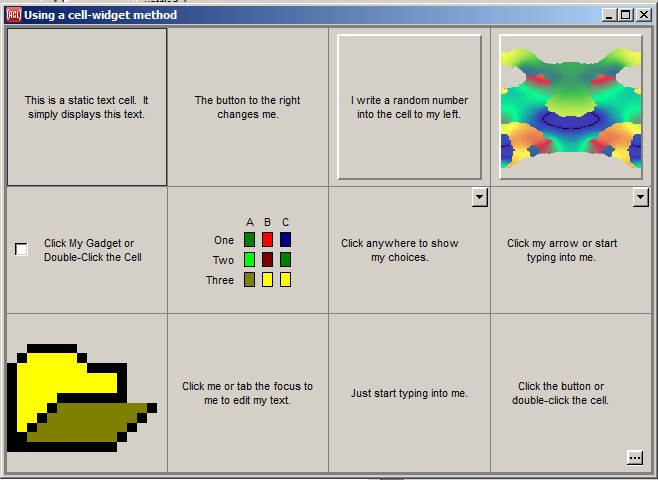 ACL Using a cell-widget method
This is a static text cell. It
simply displays this text.
The button to the right
changes me.
I write a random number
into the cell to my left.
Click My Gadget or
Double-Click the Cell
A B C
One
Two
Three
Click anywhere to show
my choices.
Click my arrow or start
typing into me.
Click me or tab the focus to
me to edit my text.
Just start typing into me.
Click the button or
double-click the cell.
...